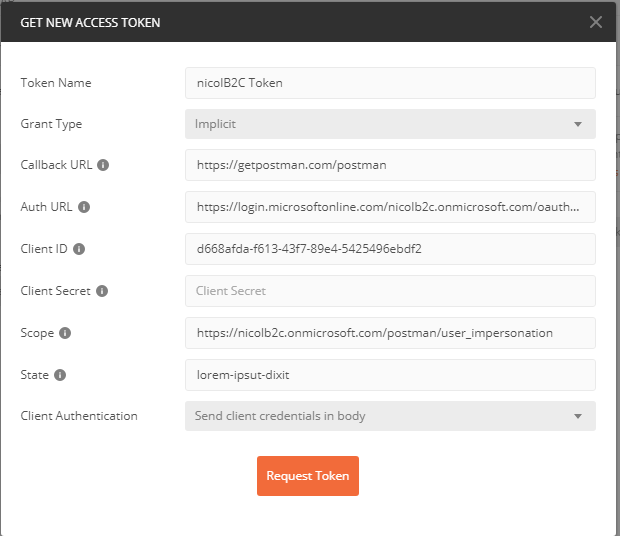 GET NEW ACCESS TOKEN
Token Name
nicolB2C Token
Grant Type
Implicit
Callback URL
https://getpostman.com/postman
Auth URL
https://login.microsoftonline.com/nicolb2c.onmicrosoft.com/oauth...
Client ID
d668afda-f613-43f7-89e4-5425496ebdf2
Client Secret
Client Secret
Scope
https://nicolb2c.onmicrosoft.com/postman/user_impersonation
State
lorem-ipsut-dixit
Client Authentication
Send client credentials in body
Request Token